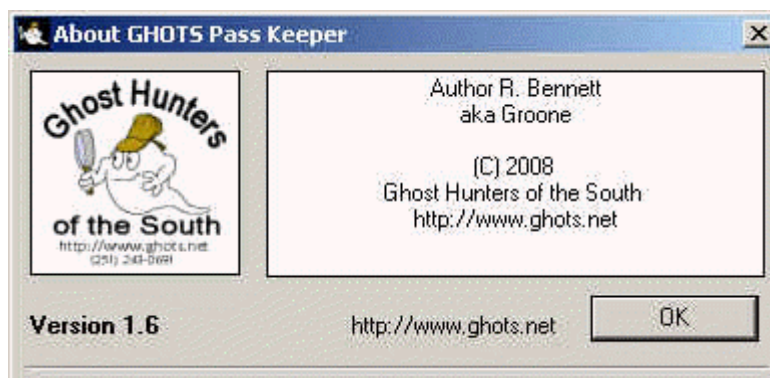 About GHOTS Pass Keeper
Ghost Hunters
of the South
http://www.ghots.net
Author R. Bennett
aka Groone
(C) 2008
Ghost Hunters of the South
http://www.ghots.net
Version 1.6
http://www.ghots.net
OK